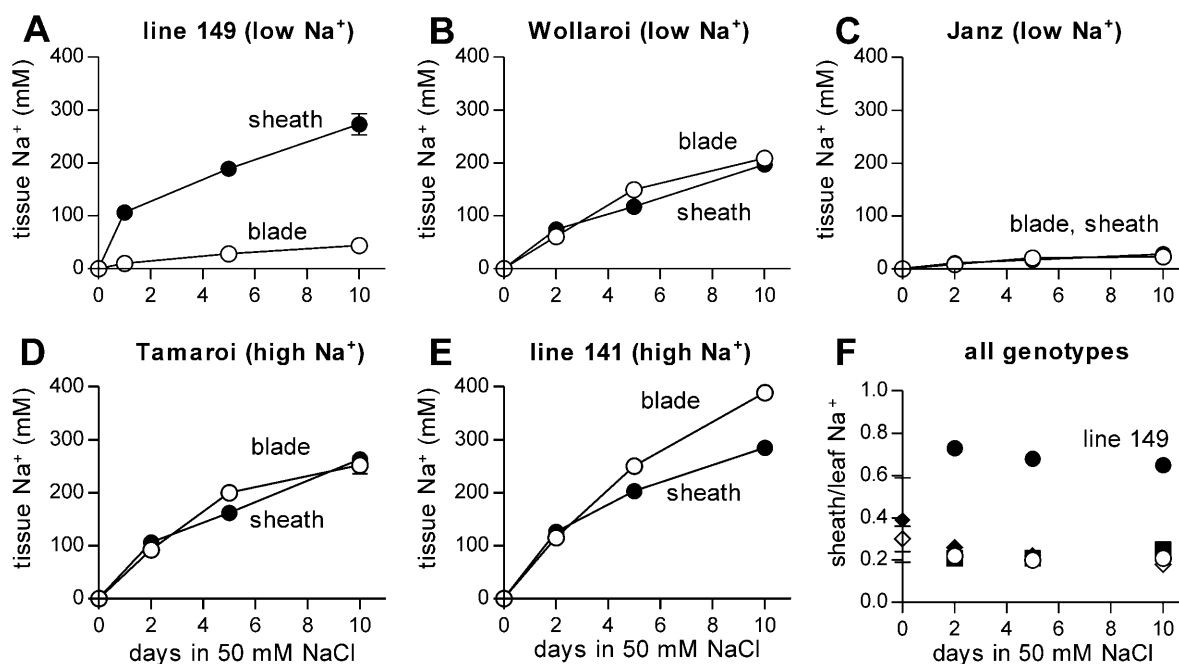 A
line 149 (low Na⁺)
tissue Na⁺ (mM)
400
300
200
100
0
0 2 4 6 8 10
sheath
blade
B
Wollaroi (low Na⁺)
tissue Na⁺ (mM)
400
300
200
100
0
0 2 4 6 8 10
blade
sheath
C
Janz (low Na⁺)
tissue Na⁺ (mM)
400
300
200
100
0
0 2 4 6 8 10
blade, sheath
D
Tamaroi (high Na⁺)
tissue Na⁺ (mM)
400
300
200
100
0
0 2 4 6 8 10
blade
sheath
days in 50 mM NaCl
E
line 141 (high Na⁺)
tissue Na⁺ (mM)
400
300
200
100
0
0 2 4 6 8 10
blade
sheath
days in 50 mM NaCl
F
all genotypes
sheath/leaf Na⁺
1.0
0.8
0.6
0.4
0.2
0.0
0 2 4 6 8 10
line 149
days in 50 mM NaCl